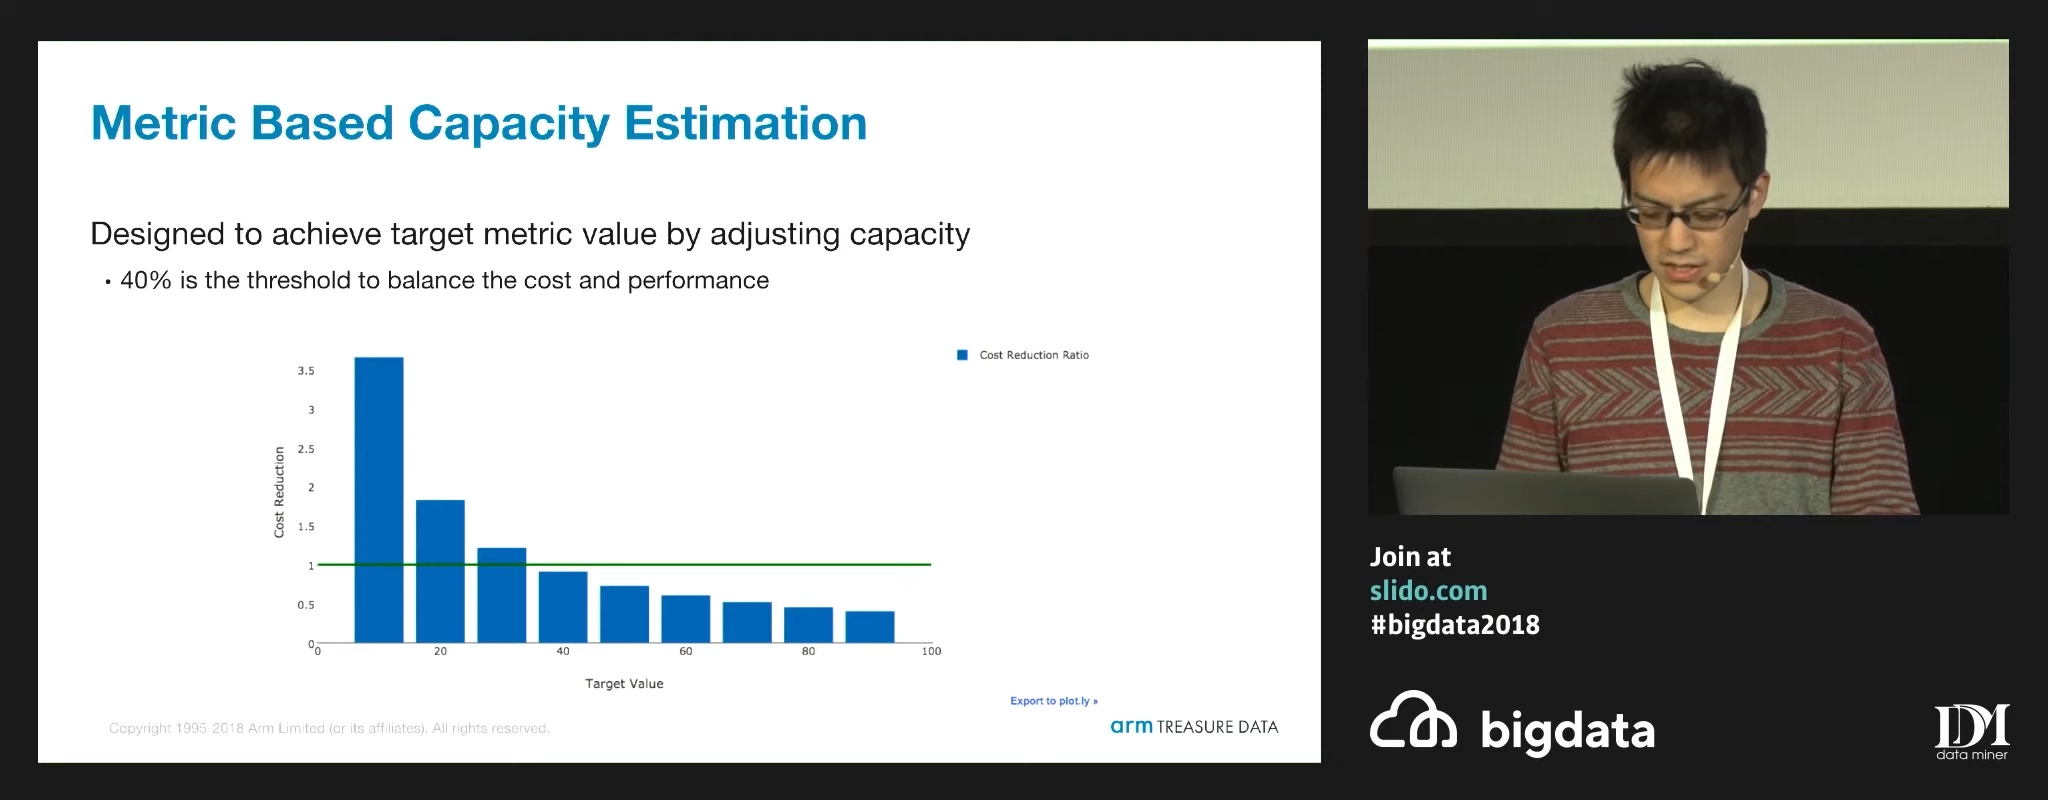 Metric Based Capacity Estimation
Designed to achieve target metric value by adjusting capacity
• 40% is the threshold to balance the cost and performance
Cost Reduction Ratio
3.5
3
2.5
2
1.5
1
0.5
0
Cost Reduction
0
20
40
60
80
100
Target Value
Export to plot.ly »
Copyright 1995-2018 Arm Limited (or its affiliates). All rights reserved.
arm TREASURE DATA
Join at
slido.com
#bigdata2018
bigdata
DM
data miner